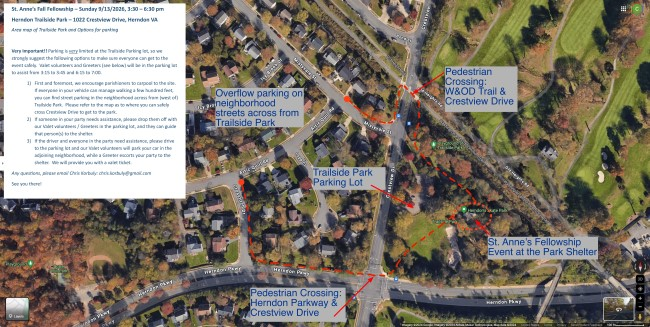 St. Anne's Fall Fellowship – Sunday 9/13/2026, 3:30 – 6:30 pm
Herndon Trailside Park – 1022 Crestview Drive, Herndon VA
Area map of Trailside Park and Options for parking
Very Important!! Parking is very limited at the Trailside Parking lot, so we
strongly suggest the following options to make sure everyone can get to the
event safely. Valet volunteers and Greeters (see below) will be in the parking lot
to assist from 3:15 to 3:45 and 6:15 to 7:00.
1) First and foremost, we encourage parishioners to carpool to the site.
If everyone in your vehicle can manage walking a few hundred feet,
you can find street parking in the neighborhood across from (west of)
Trailside Park. Please refer to the map as to where you can safely
cross Crestview Drive to get to the park.
2) If someone in your party needs assistance, please drop them off with
our Valet volunteers / Greeters in the parking lot, and they can guide
that person(s) to the shelter.
3) If the driver and everyone in the party need assistance, please drive
to the parking lot and our Valet volunteers will park your car in the
adjoining neighborhood, while a Greeter escorts your party to the
shelter. We will provide you with a valet ticket.
Any questions, please email Chris Korbuly:
See you there!
Overflow parking on
neighborhood
streets across from
Trailside Park
Pedestrian
Crossing:
W&OD Trail &
Crestview Drive
Trailside Park
Parking Lot
St. Anne's Fellowship
Event at the Park Shelter
Pedestrian Crossing:
Herndon Parkway
& Crestview Drive
Crestview Dr
Herndon Pkwy
Herndon Pkwy
Herndon Pkwy
Herndon Pkwy
Layers